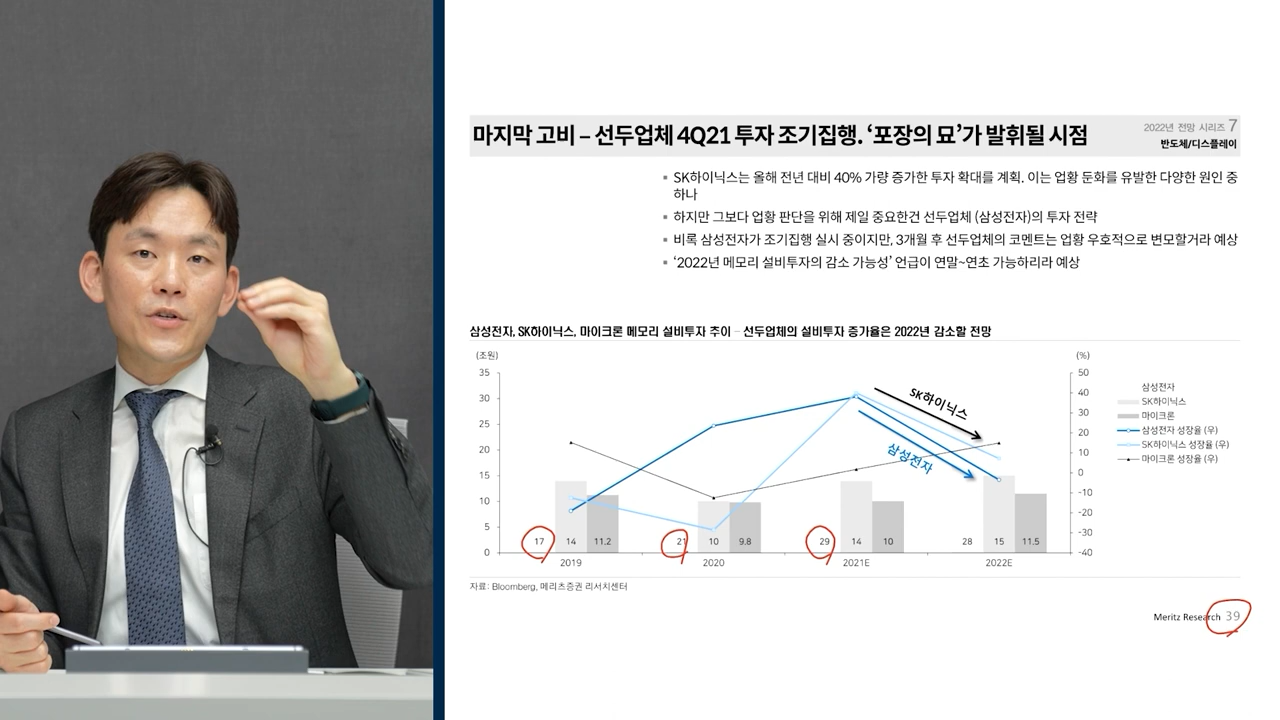 마지막 고비 – 선두업체 4Q21 투자 조기집행. ‘포장의 묘’가 발휘될 시점
2022년 전망 시리즈 7
반도체/디스플레이
▪ SK하이닉스는 올해 전년 대비 40% 가량 증가한 투자 확대를 계획. 이는 업황 둔화를 유발한 다양한 원인 중
하나
▪ 하지만 그보다 업황 판단을 위해 제일 중요한건 선두업체 (삼성전자)의 투자 전략
▪ 비록 삼성전자가 조기집행 실시 중이지만, 3개월 후 선두업체의 코멘트는 업황 우호적으로 변모할거라 예상
▪ ‘2022년 메모리 설비투자의 감소 가능성’ 언급이 연말~연초 가능하리라 예상
삼성전자, SK하이닉스, 마이크론 메모리 설비투자 추이 – 선두업체의 설비투자 증가율은 2022년 감소할 전망
(조원)
(%)
35
30
25
20
15
10
5
0
50
40
30
20
10
0
-10
-20
-30
-40
SK하이닉스
삼성전자
17 14 11.2
21 10 9.8
29 14 10
28 15 11.5
2019 2020 2021E 2022E
삼성전자
SK하이닉스
마이크론
삼성전자 성장율 (우)
SK하이닉스 성장율 (우)
마이크론 성장율 (우)
자료: Bloomberg, 메리츠증권 리서치센터
Meritz Research 39